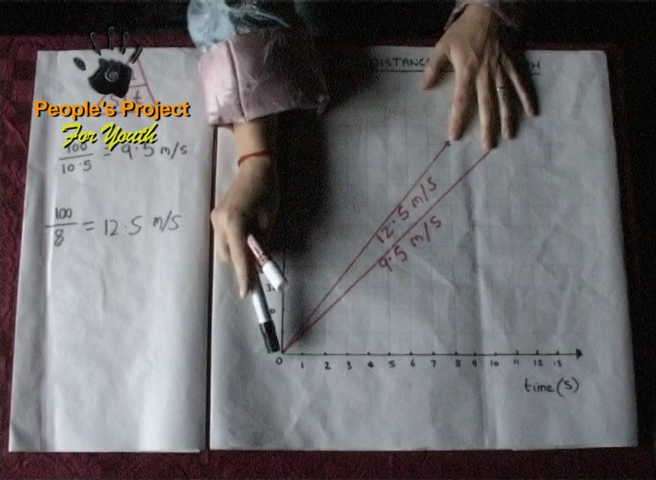 People's Project
For Youth
100
10.5 = 9.5 m/s
100
8 = 12.5 m/s
DISTANC H
12.5 m/s
9.5 m/s
0 1 2 3 4 5 6 7 8 9 10 11 12 13
time(s)